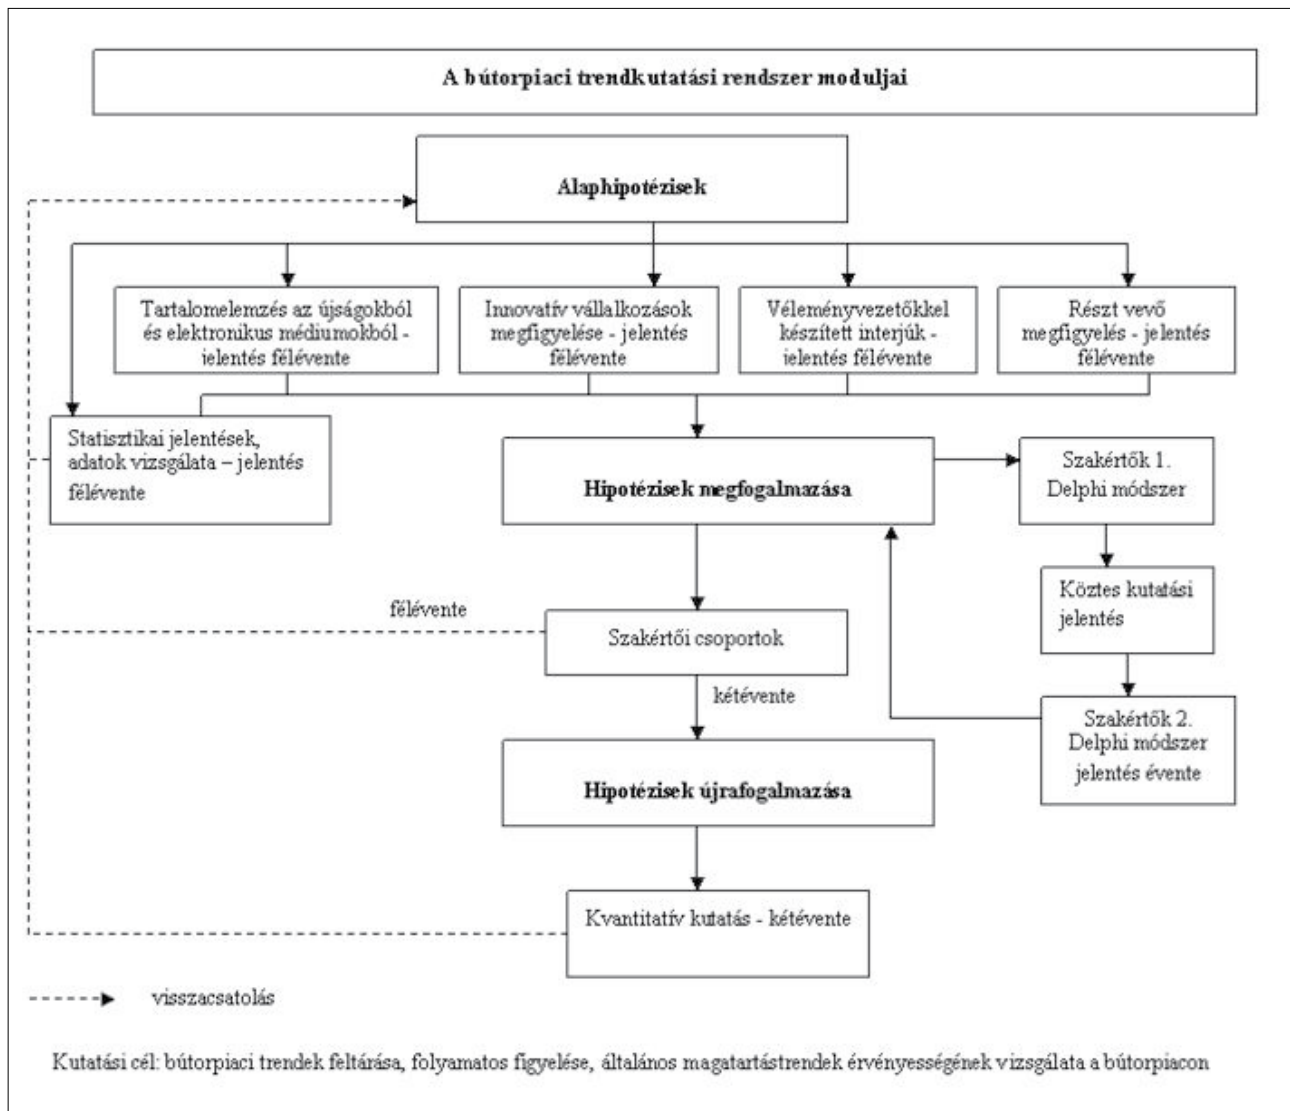 A bútorpiaci trendkutatási rendszer moduljai
Alaphipotézisek
Tartalomelemzés az újságokból
és elektronikus médiumokból -
jelentés félévente
Innovatív vállalkozások
megfigyelése - jelentés
félévente
Véleményvezetőkkel
készített interjúk -
jelentés félévente
Részt vevő
megfigyelés - jelentés
félévente
Statisztikai jelentések,
adatok vizsgálata – jelentés
félévente
Hipotézisek megfogalmazása
Szakértők 1.
Delphi módszer
Köztes kutatási
jelentés
félévente
Szakértői csoportok
kétévente
Szakértők 2.
Delphi módszer
jelentés évente
Hipotézisek újrafogalmazása
Kvantitatív kutatás - kétévente
visszacsatolás
Kutatási cél: bútorpiaci trendek feltárása, folyamatos figyelése, általános magatartástrendek érvényességének vizsgálata a bútorpiacon